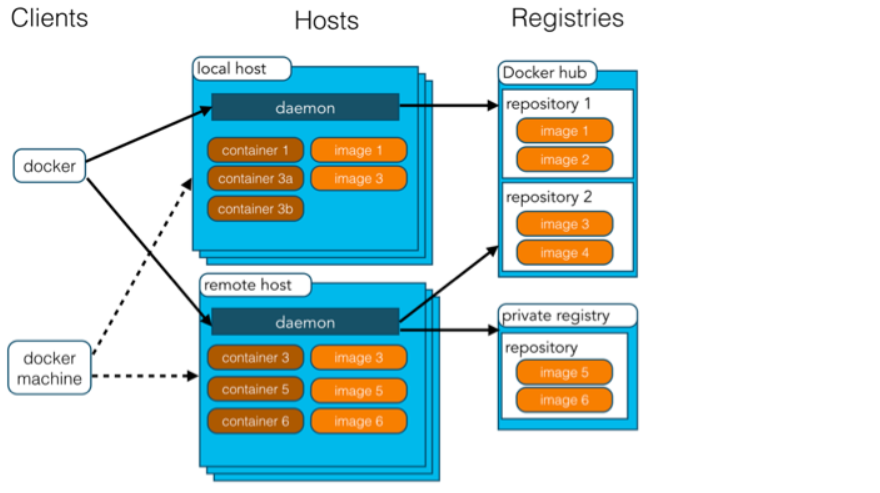 Clients
Hosts
Registries
local host
daemon
container 1
image 1
container 3a
image 3
container 3b
docker
docker
machine
remote host
daemon
container 3
image 3
container 5
image 5
container 6
image 6
Docker hub
repository 1
image 1
image 2
repository 2
image 3
image 4
private registry
repository
image 5
image 6